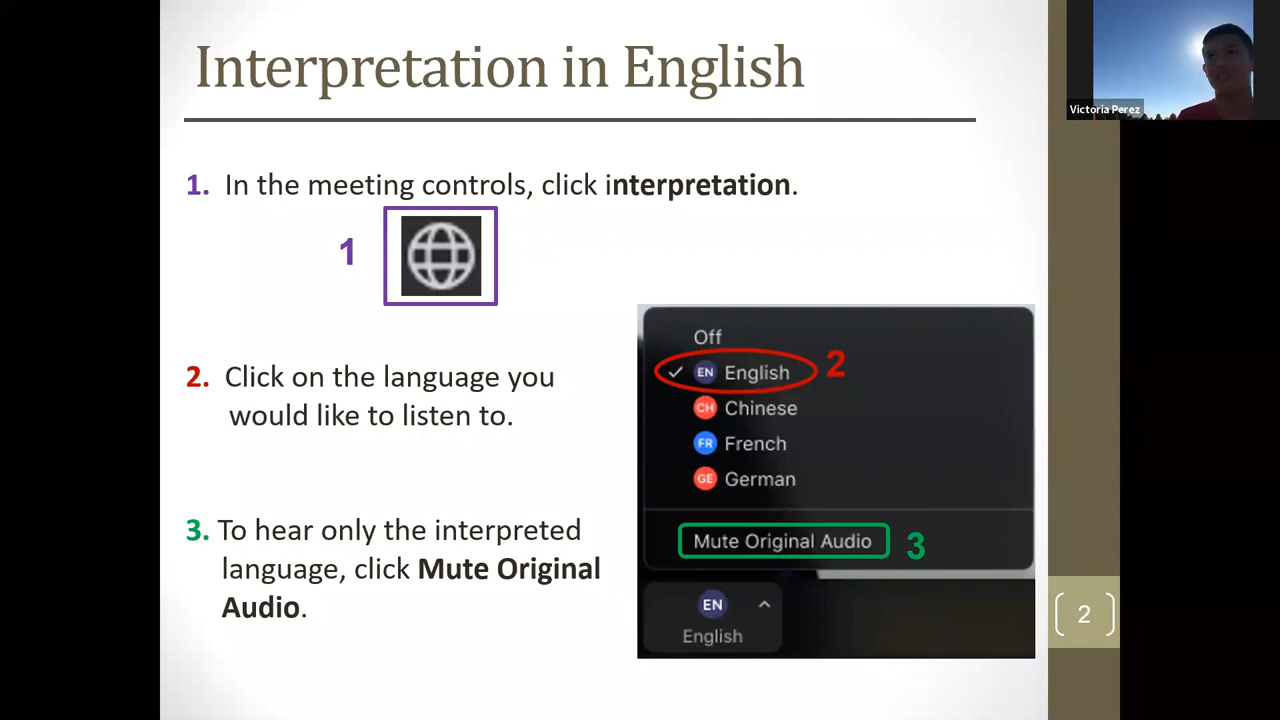 Interpretation in English
Victoria Perez
1. In the meeting controls, click interpretation.
1
2. Click on the language you
would like to listen to.
3. To hear only the interpreted
language, click Mute Original
Audio.
Off
EN English 2
CH Chinese
FR French
GE German
Mute Original Audio 3
EN
English
2